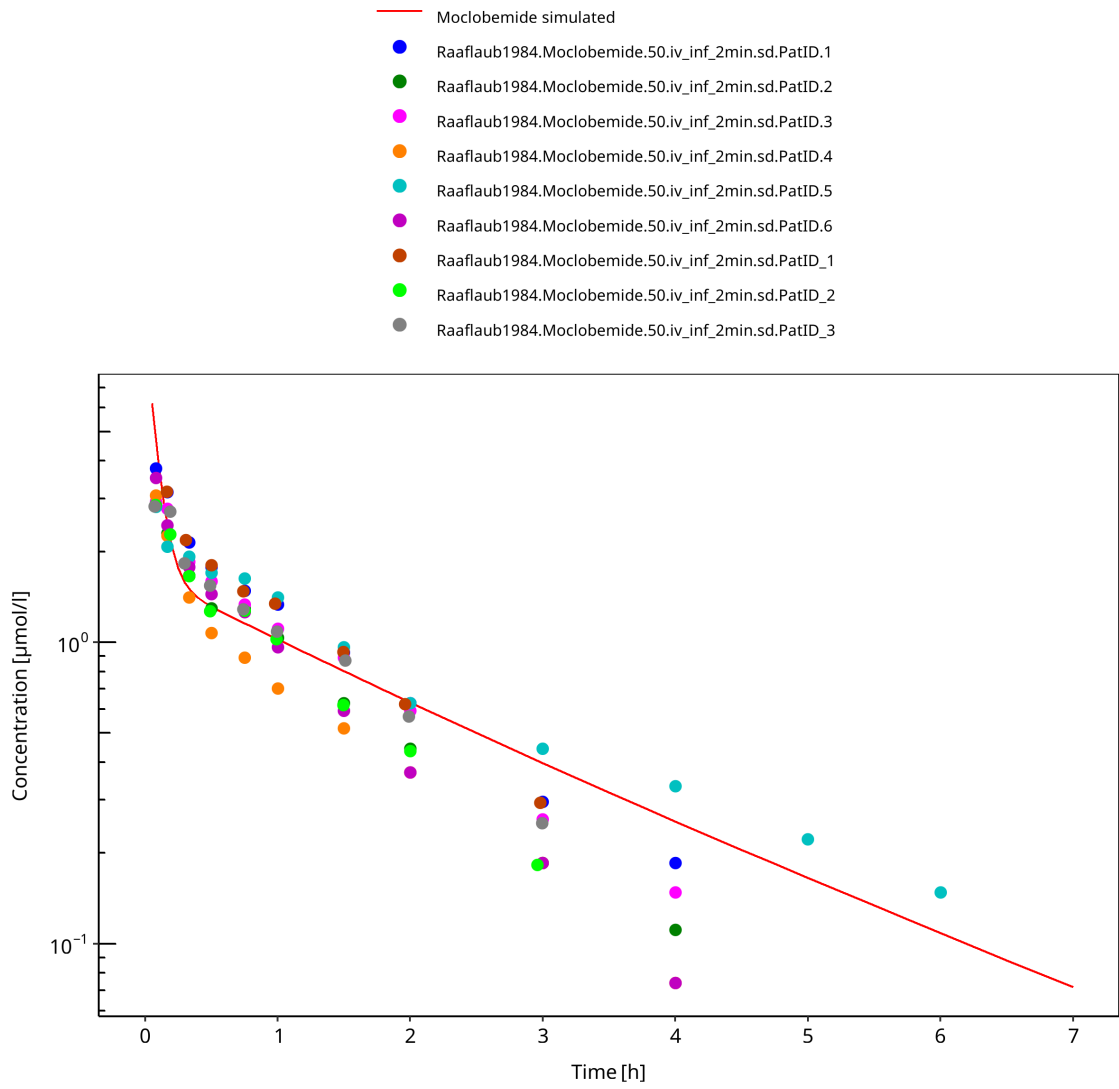 Moclobemide simulated
Raaflaub1984.Moclobemide.50.iv_inf_2min.sd.PatID.1
Raaflaub1984.Moclobemide.50.iv_inf_2min.sd.PatID.2
Raaflaub1984.Moclobemide.50.iv_inf_2min.sd.PatID.3
Raaflaub1984.Moclobemide.50.iv_inf_2min.sd.PatID.4
Raaflaub1984.Moclobemide.50.iv_inf_2min.sd.PatID.5
Raaflaub1984.Moclobemide.50.iv_inf_2min.sd.PatID.6
Raaflaub1984.Moclobemide.50.iv_inf_2min.sd.PatID_1
Raaflaub1984.Moclobemide.50.iv_inf_2min.sd.PatID_2
Raaflaub1984.Moclobemide.50.iv_inf_2min.sd.PatID_3
Concentration [µmol/l]
10⁰
10⁻¹
0 1 2 3 4 5 6 7
Time [h]